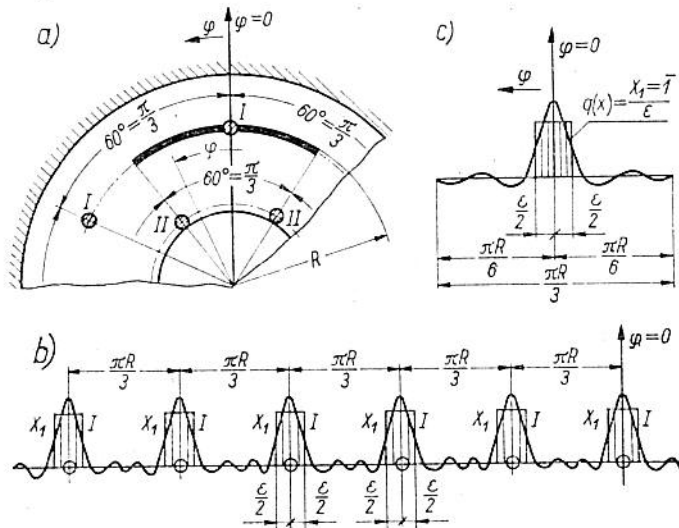 a)
φ
φ=0
60°=π/3
I
60°=π/3
φ
I
60°=π/3
II
II
R
c)
φ=0
φ
q(x)=X₁=1̄/ε
ε/2
ε/2
πR/6
πR/6
πR/3
b)
φ=0
πR/3
πR/3
πR/3
πR/3
πR/3
X₁
I
X₁
I
X₁
I
X₁
I
X₁
I
X₁
I
ε/2
ε/2
ε/2
ε/2